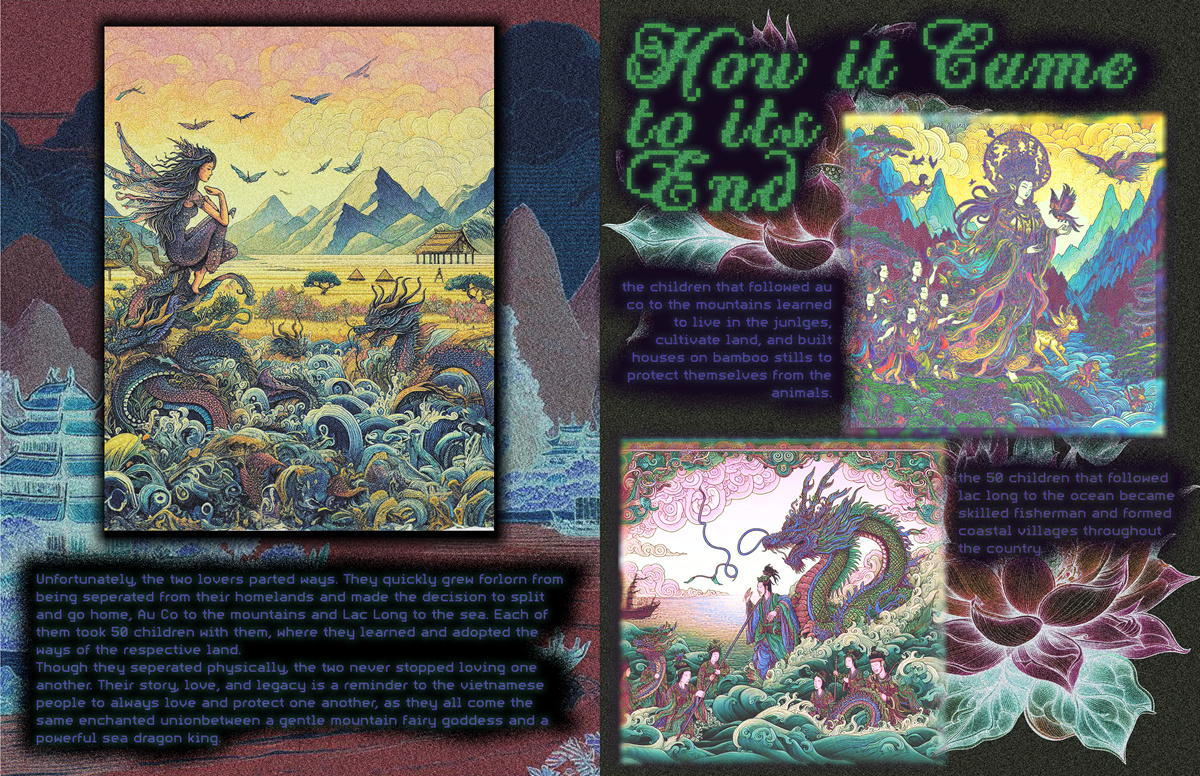 Unfortunately, the two lovers parted ways. They quickly grew forlorn from
being seperated from their homelands and made the decision to split
and go home, Au Co to the mountains and Lac Long to the sea. Each of
them took 50 children with them, where they learned and adopted the
ways of the respective land.
Though they seperated physically, the two never stopped loving one
another. Their story, love, and legacy is a reminder to the vietnamese
people to always love and protect one another, as they all come the
same enchanted unionbetween a gentle mountain fairy goddess and a
powerful sea dragon king.
How it Came
to its
End
the children that followed au
co to the mountains learned
to live in the junlges,
cultivate land, and built
houses on bamboo stills to
protect themselves from the
animals.
the 50 children that followed
lac long to the ocean became
skilled fisherman and formed
coastal villages throughout
the country.